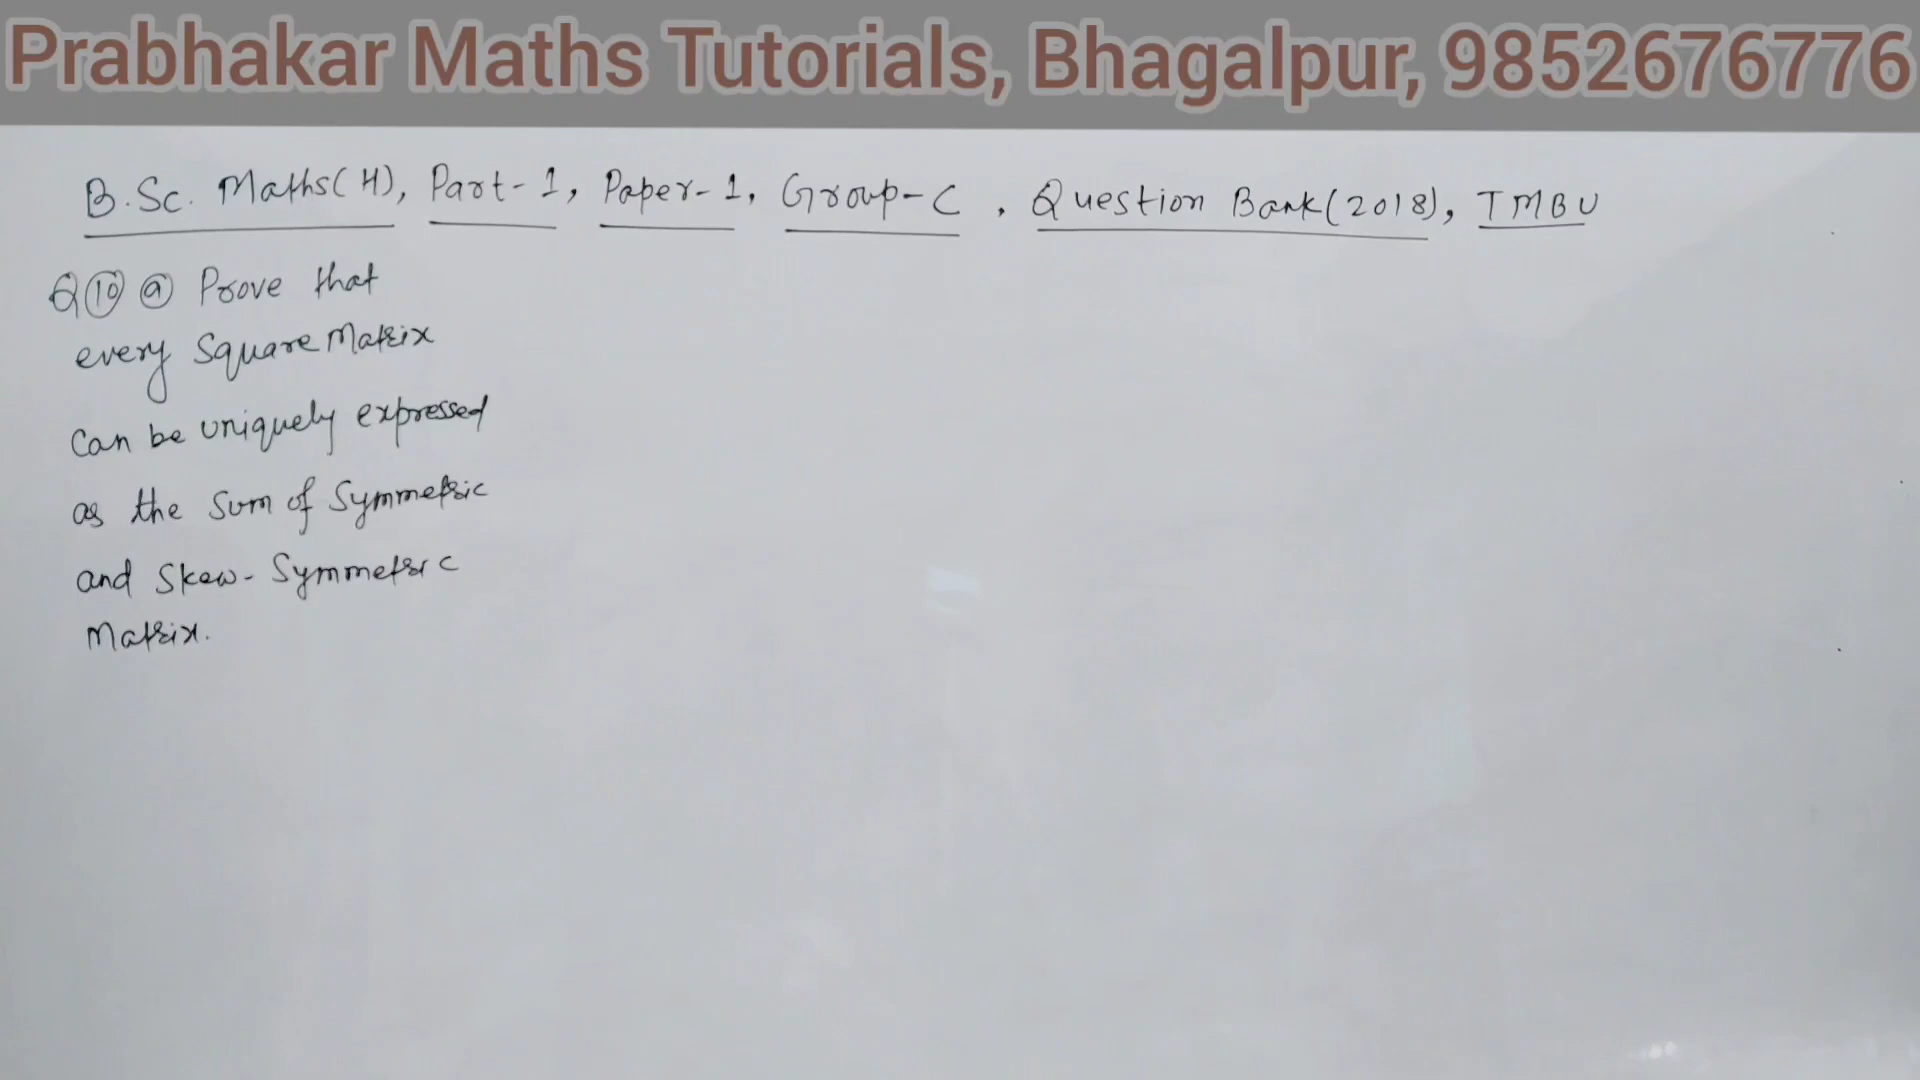 Prabhakar Maths Tutorials, Bhagalpur, 9852676776
B.Sc. Maths(H), Part-1, Paper-1, Group-C, Question Bank(2018), TMBU
Q(10) (a) Prove that
every Square Matrix
Can be uniquely expressed
as the Sum of Symmetric
and Skew-Symmetric
Matrix.